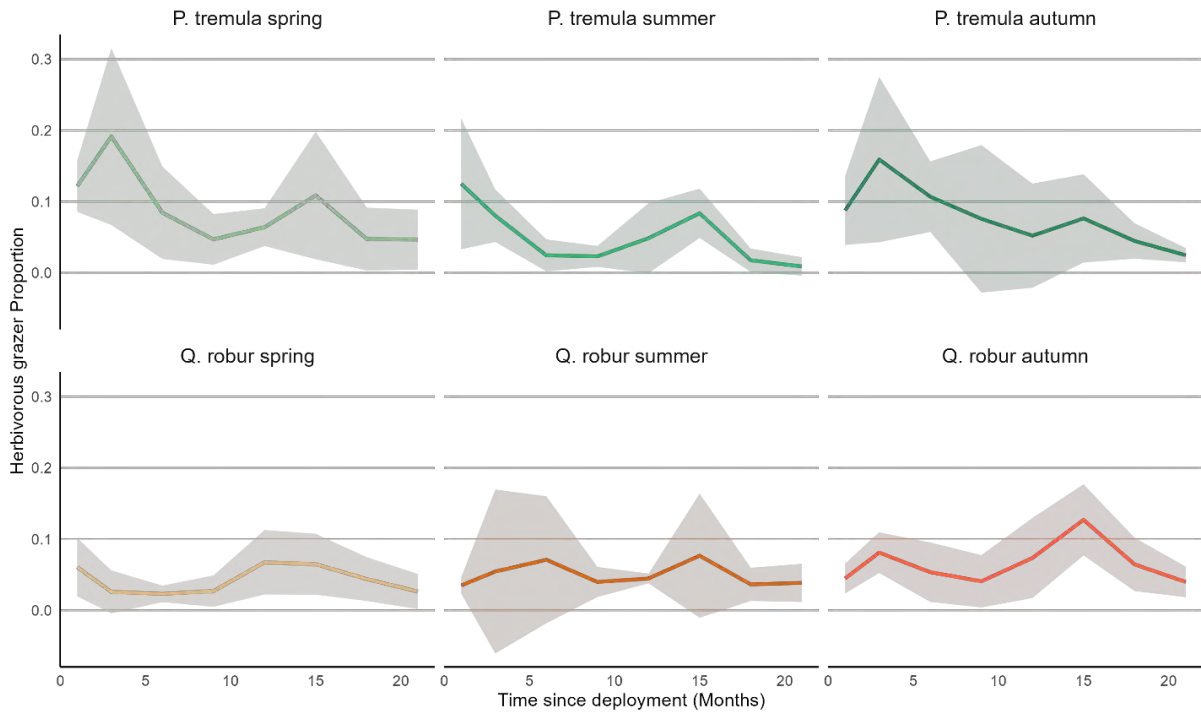 P. tremula spring
P. tremula summer
P. tremula autumn
Herbivorous grazer Proportion
0.3
0.2
0.1
0.0
Q. robur spring
Q. robur summer
Q. robur autumn
0.3
0.2
0.1
0.0
0 5 10 15 20
0 5 10 15 20
0 5 10 15 20
Time since deployment (Months)